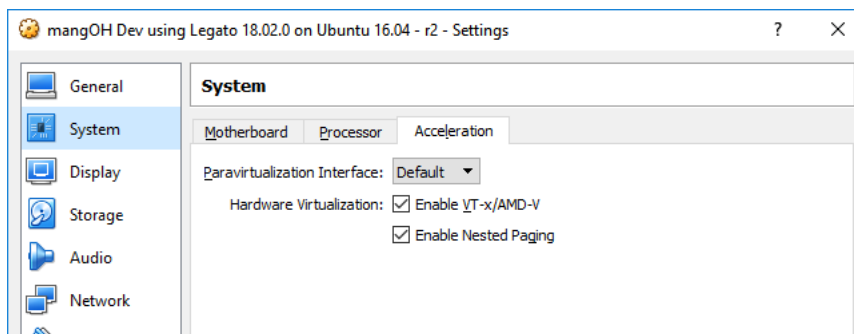 mangOH Dev using Legato 18.02.0 on Ubuntu 16.04 - r2 - Settings ? ×
General
System
Display
Storage
Audio
Network
System
Motherboard Processor Acceleration
Paravirtualization Interface: Default
Hardware Virtualization: Enable VT-x/AMD-V
Enable Nested Paging